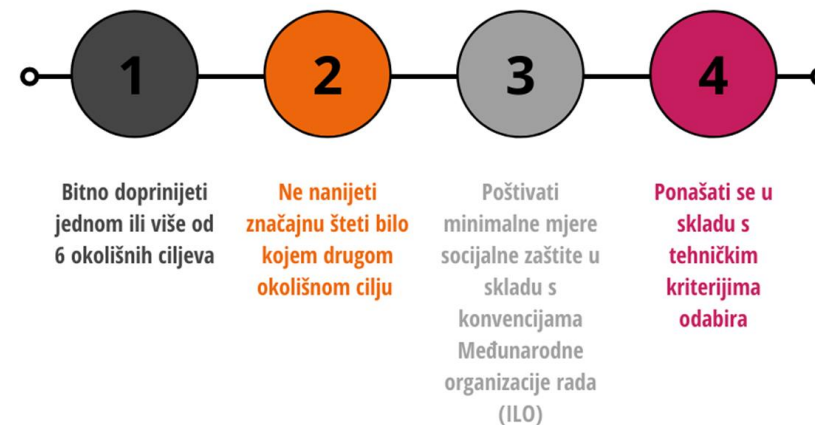 1
2
3
4
Bitno doprinijeti
jednom ili više od
6 okolišnih ciljeva
Ne nanijeti
značajnu šteti bilo
kojem drugom
okolišnom cilju
Poštivati
minimalne mjere
socijalne zaštite u
skladu s
konvencijama
Međunarodne
organizacije rada
(ILO)
Ponašati se u
skladu s
tehničkim
kriterijima
odabira